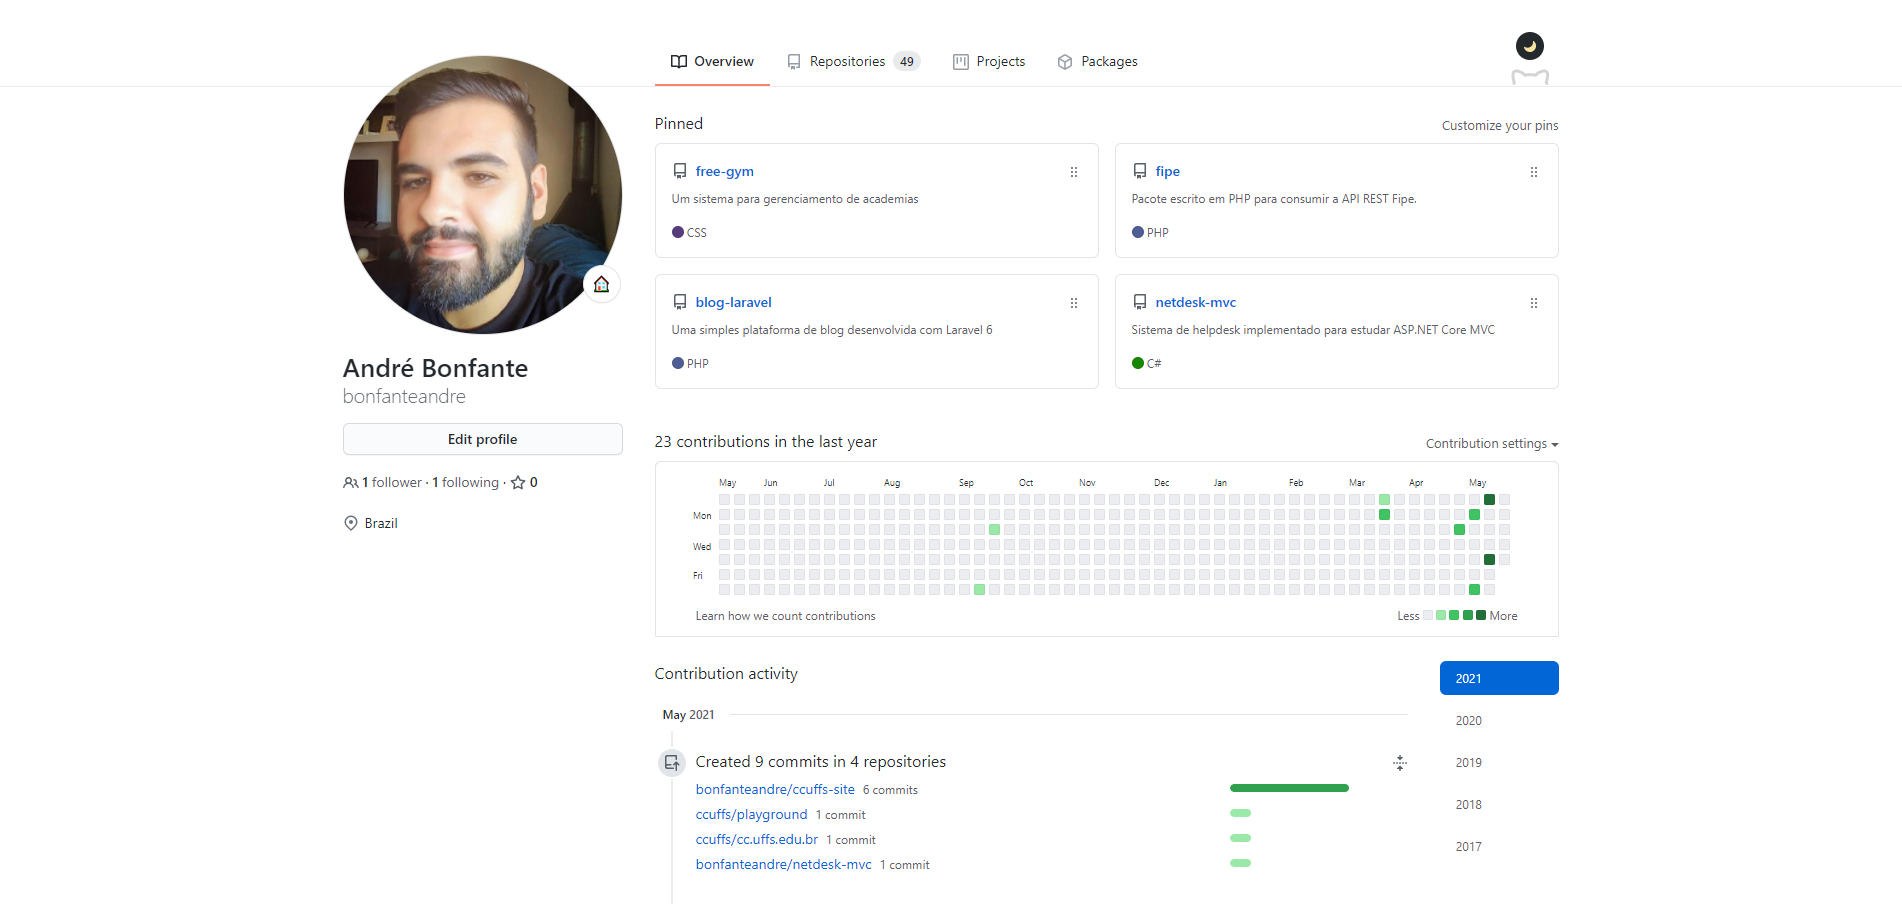 Overview
Repositories 49
Projects
Packages
André Bonfante
bonfanteandre
Edit profile
1 follower · 1 following · 0
Brazil
Pinned
Customize your pins
free-gym
Um sistema para gerenciamento de academias
CSS
fipe
Pacote escrito em PHP para consumir a API REST Fipe.
PHP
blog-laravel
Uma simples plataforma de blog desenvolvida com Laravel 6
PHP
netdesk-mvc
Sistema de helpdesk implementado para estudar ASP.NET Core MVC
C#
23 contributions in the last year
Contribution settings
May Jun Jul Aug Sep Oct Nov Dec Jan Feb Mar Apr May
Mon
Wed
Fri
Learn how we count contributions
Less More
Contribution activity
2021
2020
2019
2018
2017
May 2021
Created 9 commits in 4 repositories
bonfanteandre/ccuffs-site 6 commits
ccuffs/playground 1 commit
ccuffs/cc.uffs.edu.br 1 commit
bonfanteandre/netdesk-mvc 1 commit